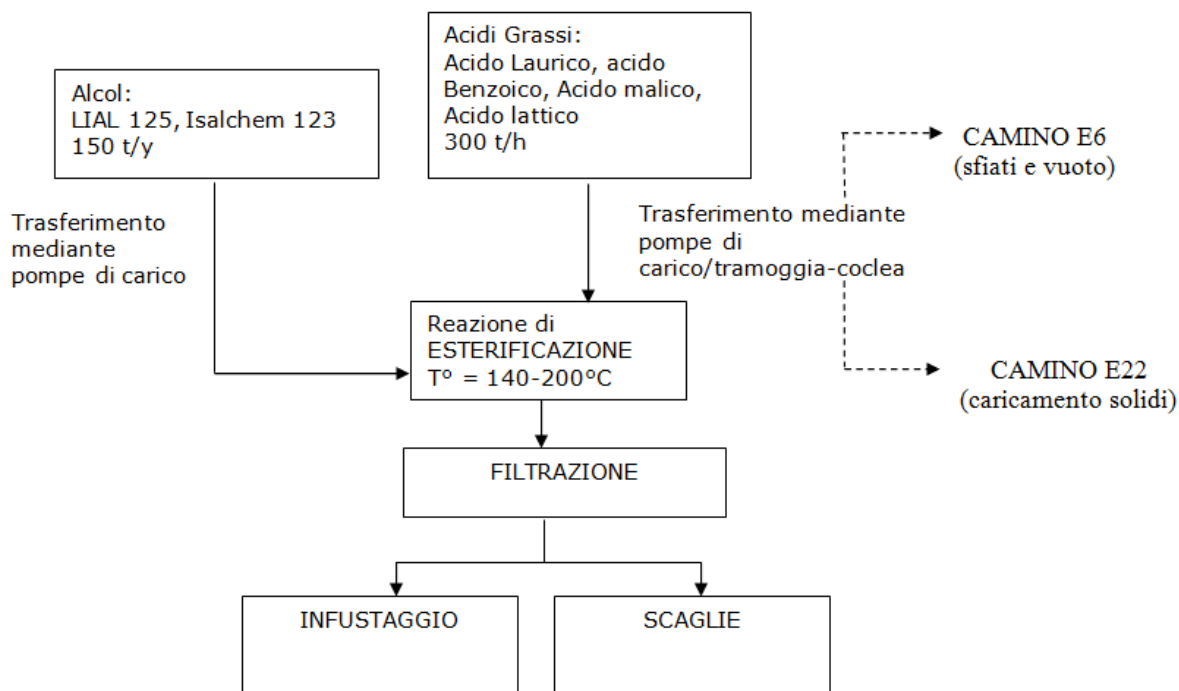 Alcol:
LIAL 125, Isalchem 123
150 t/y
Acidi Grassi:
Acido Laurico, acido
Benzoico, Acido malico,
Acido lattico
300 t/h
CAMINO E6
(sfiati e vuoto)
Trasferimento
mediante
pompe di carico
Trasferimento mediante
pompe di
carico/tramoggia-coclea
Reazione di
ESTERIFICAZIONE
T° = 140-200°C
CAMINO E22
(caricamento solidi)
FILTRAZIONE
INFUSTAGGIO
SCAGLIE